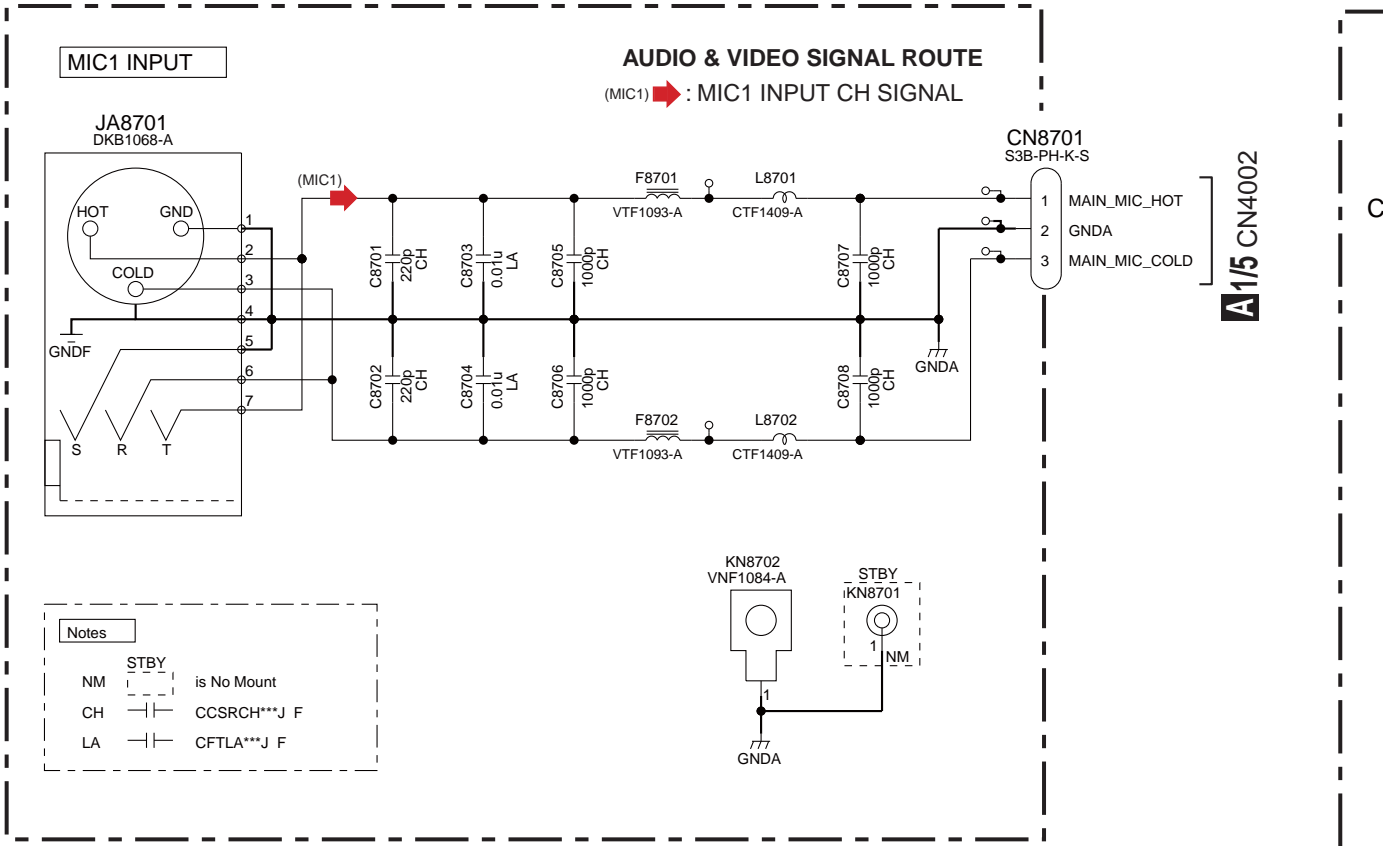 MIC1 INPUT
AUDIO & VIDEO SIGNAL ROUTE
(MIC1) : MIC1 INPUT CH SIGNAL
JA8701
DKB1068-A
HOT
GND
COLD
GNDF
S
R
T
1
2
3
4
5
6
7
(MIC1)
C8701
220p
CH
C8703
0.01u
LA
C8705
1000p
CH
F8701
VTF1093-A
L8701
CTF1409-A
C8707
1000p
CH
C8702
220p
CH
C8704
0.01u
LA
C8706
1000p
CH
F8702
VTF1093-A
L8702
CTF1409-A
C8708
1000p
CH
GNDA
CN8701
S3B-PH-K-S
1 MAIN_MIC_HOT
2 GNDA
3 MAIN_MIC_COLD
A 1/5 CN4002
C
KN8702
VNF1084-A
1
GNDA
STBY
KN8701
1
NM
Notes
STBY
NM is No Mount
CH CCSRCH***J F
LA CFTLA***J F